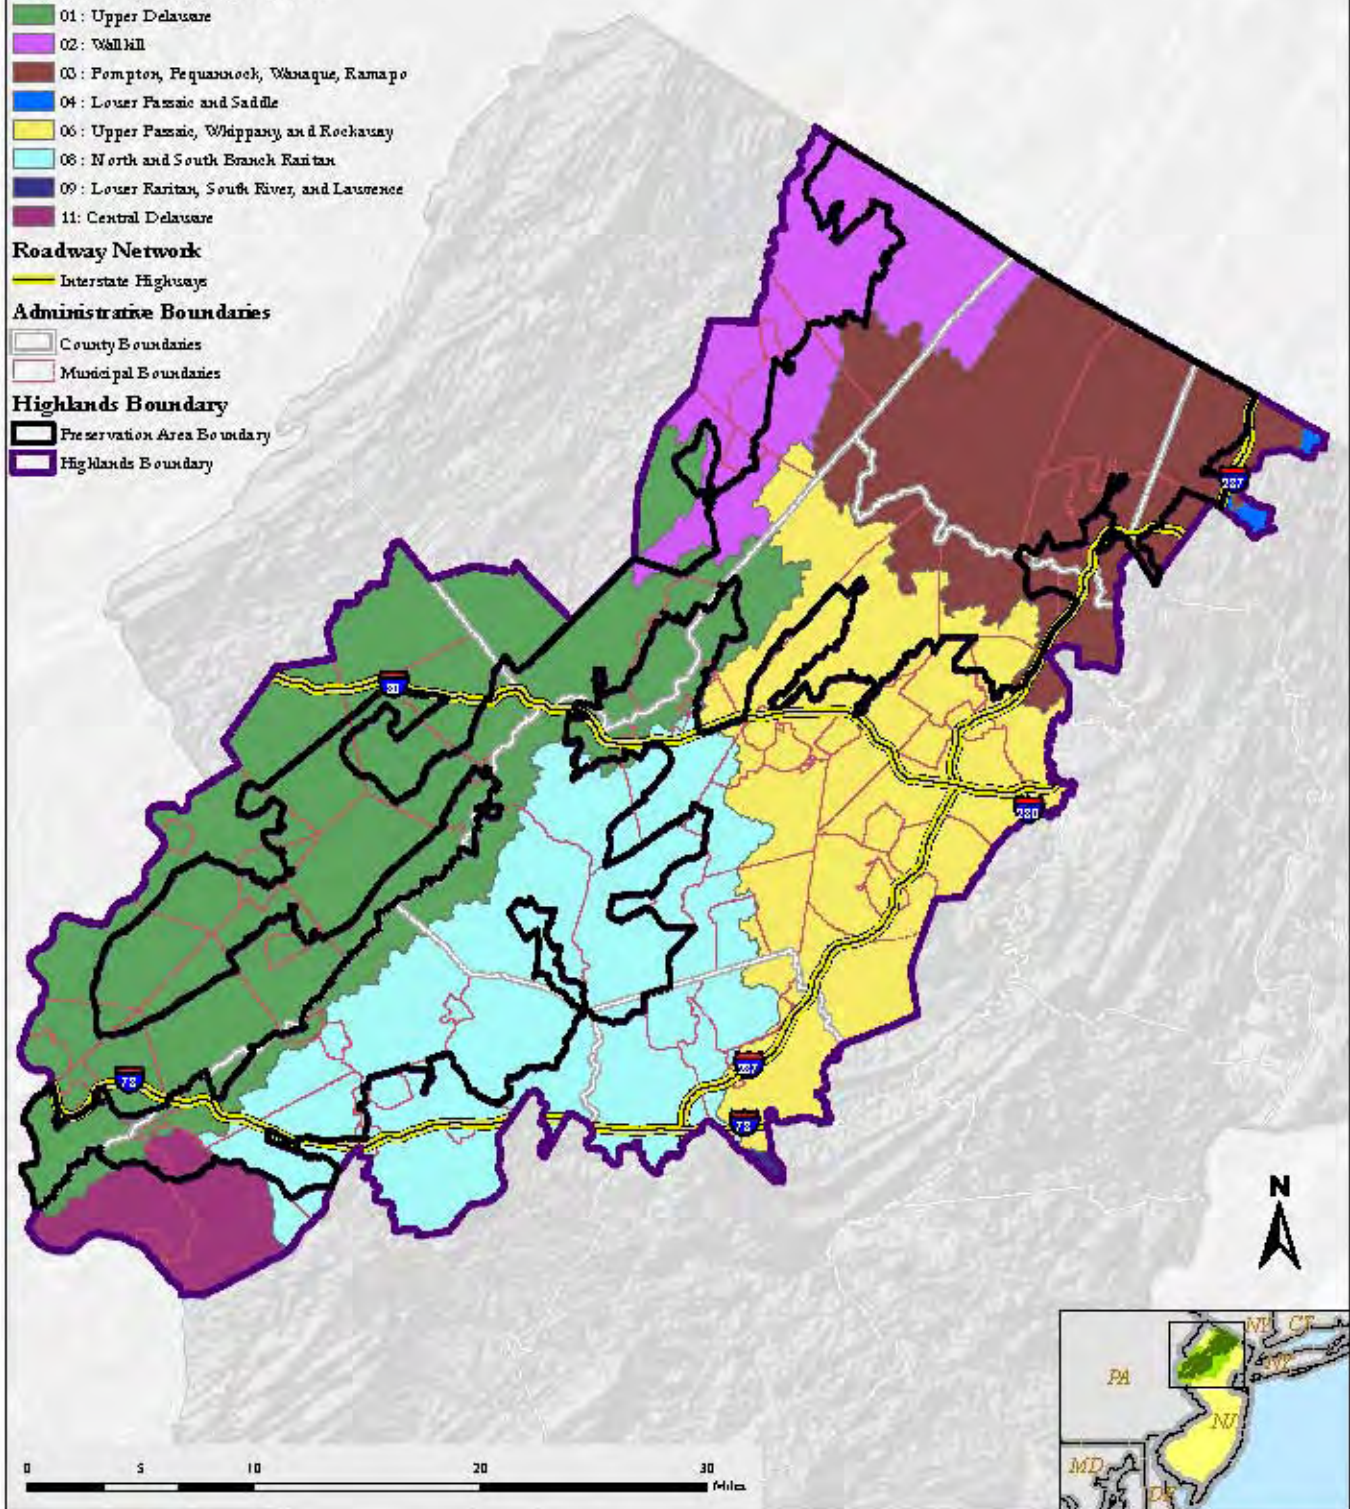 01 : Upper Delaware
02 : Wallkill
03 : Pompton, Pequannock, Wanaque, Ramapo
04 : Lower Passaic and Saddle
06 : Upper Passaic, Whippany, and Rockaway
08 : North and South Branch Raritan
09 : Lower Raritan, South River, and Lawrence
11: Central Delaware
Roadway Network
Interstate Highways
Administrative Boundaries
County Boundaries
Municipal Boundaries
Highlands Boundary
Preservation Area Boundary
Highlands Boundary
287
80
280
78
287
78
N
NY CT
PA
NY
NJ
MD
DE
0 5 10 20 30
Miles